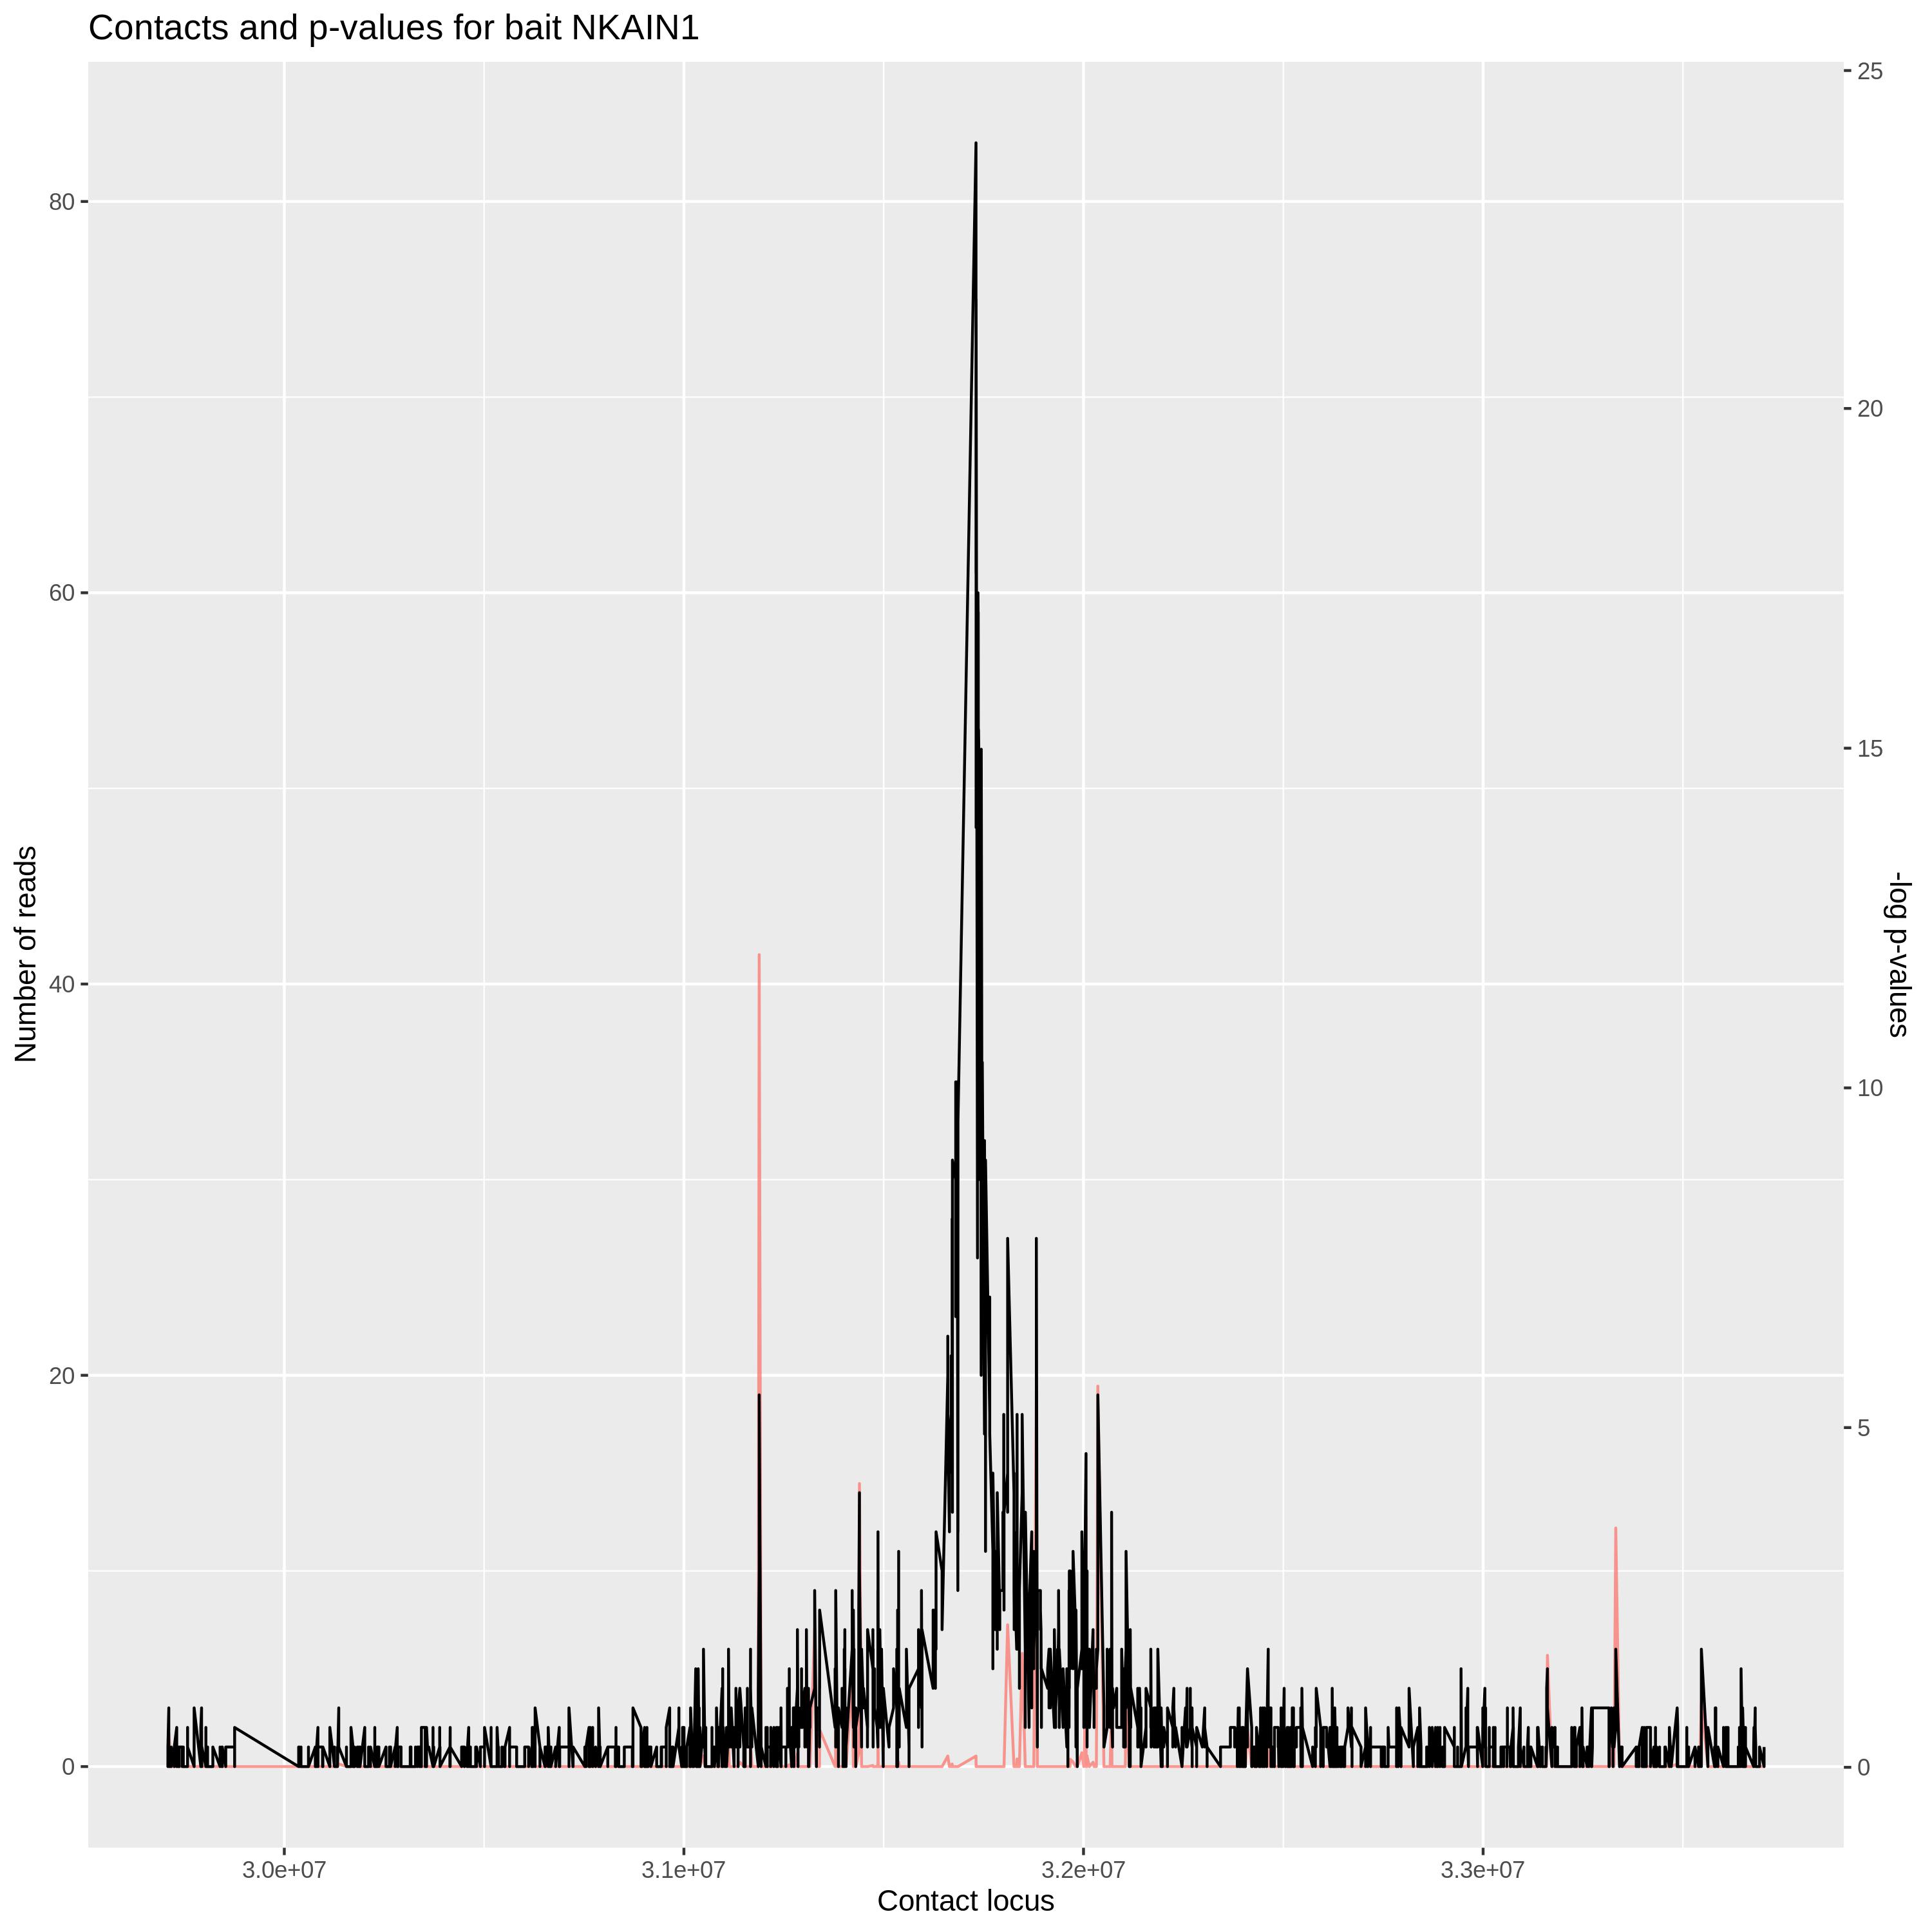 Contacts and p-values for bait NKAIN1
Number of reads
80
60
40
20
0
25
20
15
10
5
0
-log p-values
3.0e+07
3.1e+07
3.2e+07
3.3e+07
Contact locus